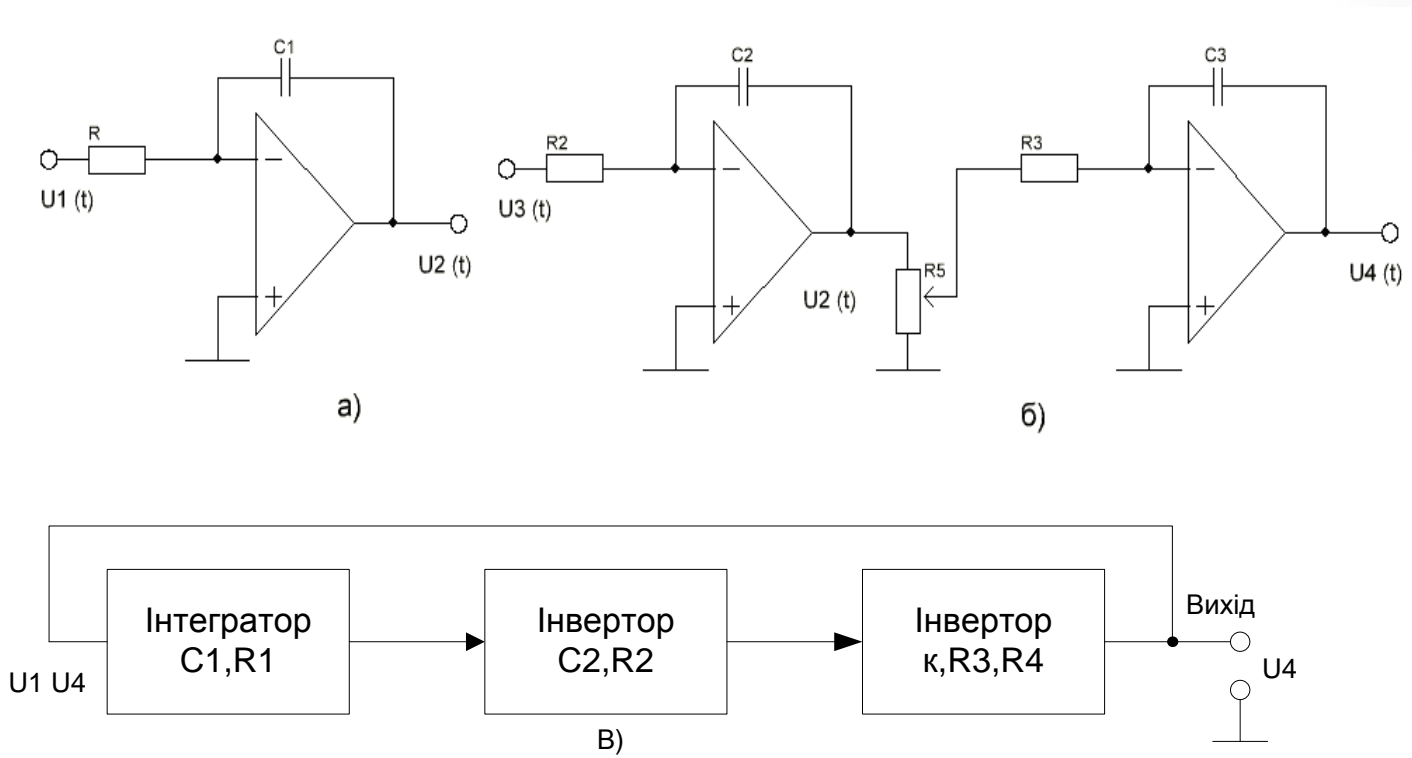 C1
R
−
U1 (t)
+
U2 (t)
а)
C2
R2
−
U3 (t)
+
U2 (t)
R5
R3
C3
−
+
U4 (t)
б)
Інтегратор
C1,R1
Інвертор
C2,R2
Інвертор
к,R3,R4
Вихід
U1 U4
U4
В)